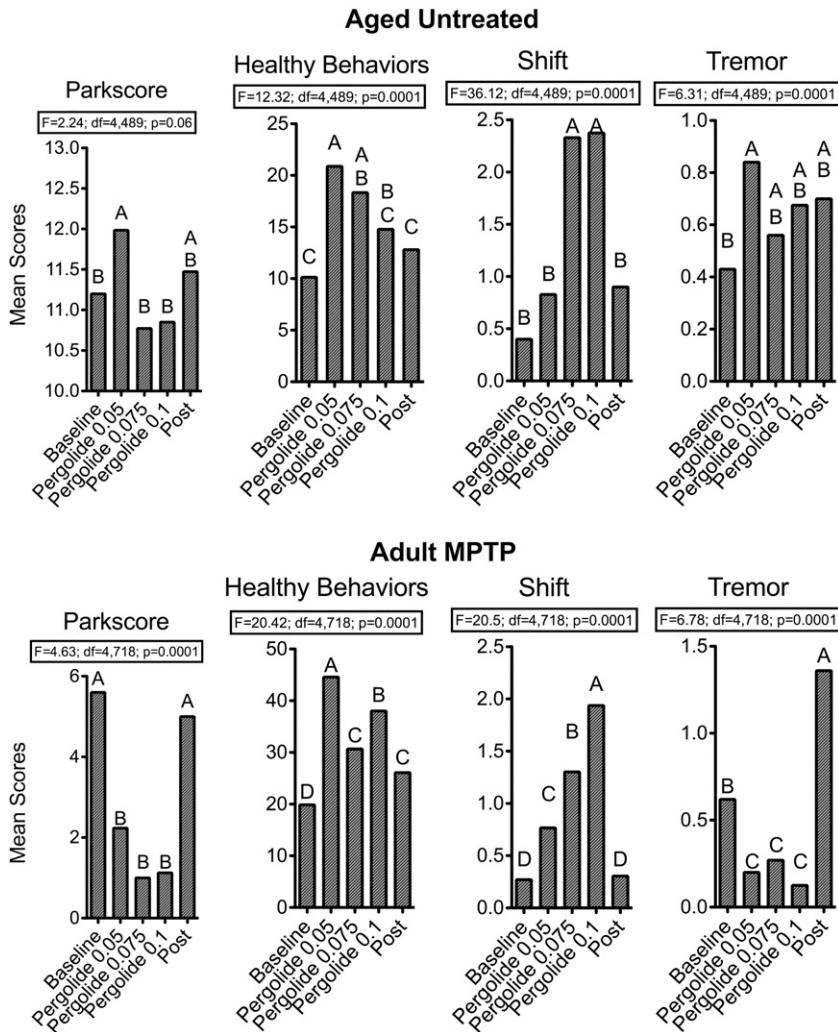 Aged Untreated
Parkscore
F=2.24; df=4,489; p=0.06
Mean Scores
13.0
12.5
12.0
11.5
11.0
10.5
10.0
B
A
B
B
A
B
Baseline
Pergolide 0.05
Pergolide 0.075
Pergolide 0.1
Post
Healthy Behaviors
F=12.32; df=4,489; p=0.0001
25
20
15
10
5
0
C
A
A
B
B
C
C
Baseline
Pergolide 0.05
Pergolide 0.075
Pergolide 0.1
Post
Shift
F=36.12; df=4,489; p=0.0001
2.5
2.0
1.5
1.0
0.5
0.0
B
B
A
A
B
Baseline
Pergolide 0.05
Pergolide 0.075
Pergolide 0.1
Post
Tremor
F=6.31; df=4,489; p=0.0001
1.0
0.8
0.6
0.4
0.2
0.0
B
A
A
B
A
B
A
B
Baseline
Pergolide 0.05
Pergolide 0.075
Pergolide 0.1
Post
Adult MPTP
Parkscore
F=4.63; df=4,718; p=0.0001
Mean Scores
6
4
2
0
A
B
B
B
A
Baseline
Pergolide 0.05
Pergolide 0.075
Pergolide 0.1
Post
Healthy Behaviors
F=20.42; df=4,718; p=0.0001
50
40
30
20
10
0
D
A
C
B
C
Baseline
Pergolide 0.05
Pergolide 0.075
Pergolide 0.1
Post
Shift
F=20.5; df=4,718; p=0.0001
2.5
2.0
1.5
1.0
0.5
0.0
D
C
B
A
D
Baseline
Pergolide 0.05
Pergolide 0.075
Pergolide 0.1
Post
Tremor
F=6.78; df=4,718; p=0.0001
1.5
1.0
0.5
0.0
B
C
C
C
A
Baseline
Pergolide 0.05
Pergolide 0.075
Pergolide 0.1
Post